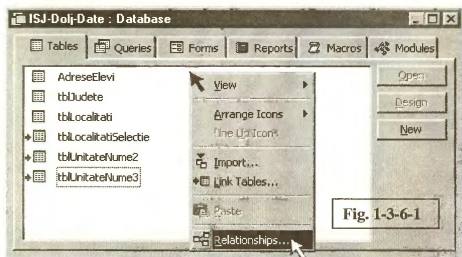 ISJ-Dolj-Date : Database
Tables Queries Forms Reports Macros Modules
AdreseElevi
tblJudete
tblLocalitati
tblLocalitatiSelectie
tblUnitateNume2
tblUnitateNume3
View
Arrange Icons
Line Up Icons
Import...
Link Tables...
Paste
Relationships...
Open
Design
New
Fig. 1-3-6-1